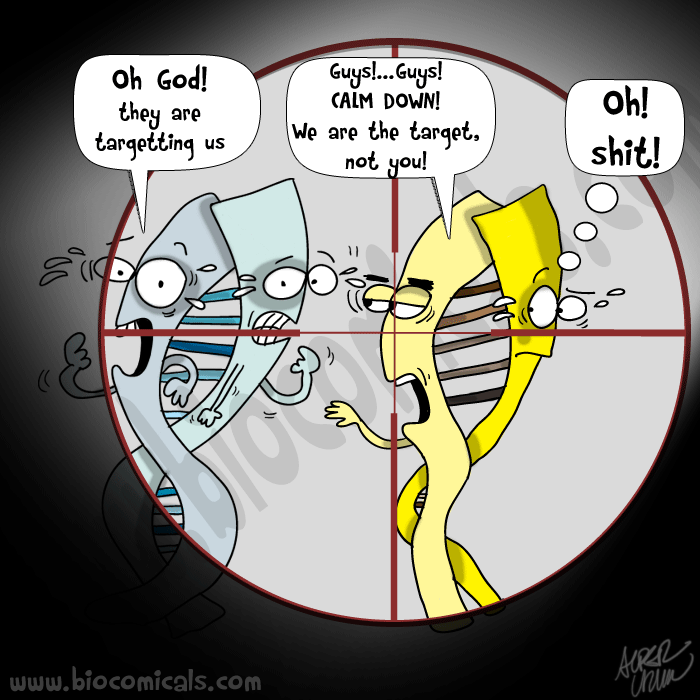 Oh God!
they are
targetting us
Guys!...Guys!
CALM DOWN!
We are the target,
not you!
Oh!
shit!
www.biocomicals.com